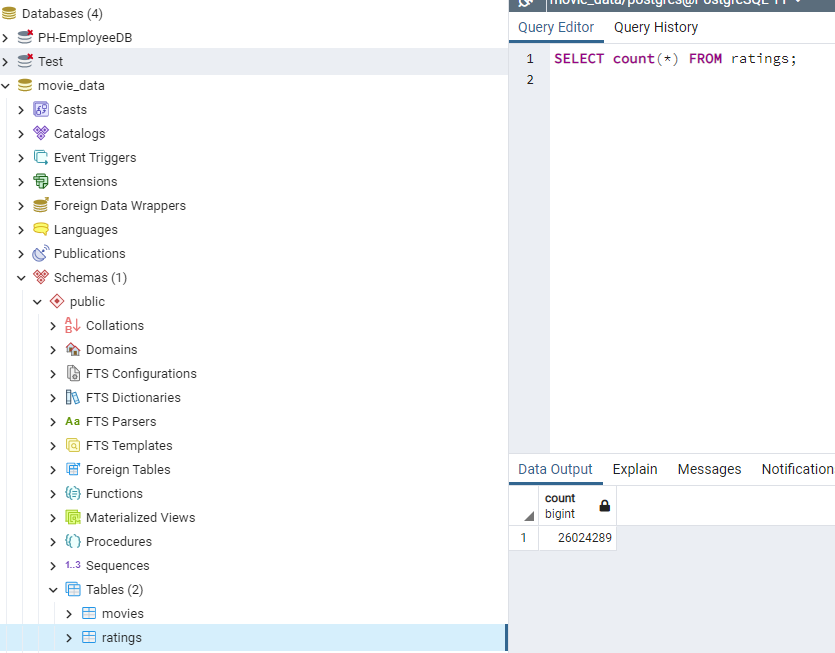 Databases (4)
PH-EmployeeDB
Test
movie_data
Casts
Catalogs
Event Triggers
Extensions
Foreign Data Wrappers
Languages
Publications
Schemas (1)
public
Collations
Domains
FTS Configurations
FTS Dictionaries
Aa FTS Parsers
FTS Templates
Foreign Tables
Functions
Materialized Views
Procedures
1..3 Sequences
Tables (2)
movies
ratings
movie_data/postgres@PostgreSQL 11
Query Editor Query History
1 SELECT count(*) FROM ratings;
2
Data Output Explain Messages Notification
count
bigint
1 26024289